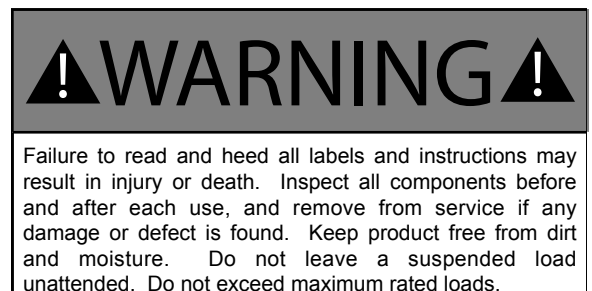 WARNING
Failure to read and heed all labels and instructions may
result in injury or death. Inspect all components before
and after each use, and remove from service if any
damage or defect is found. Keep product free from dirt
and moisture. Do not leave a suspended load
unattended. Do not exceed maximum rated loads.